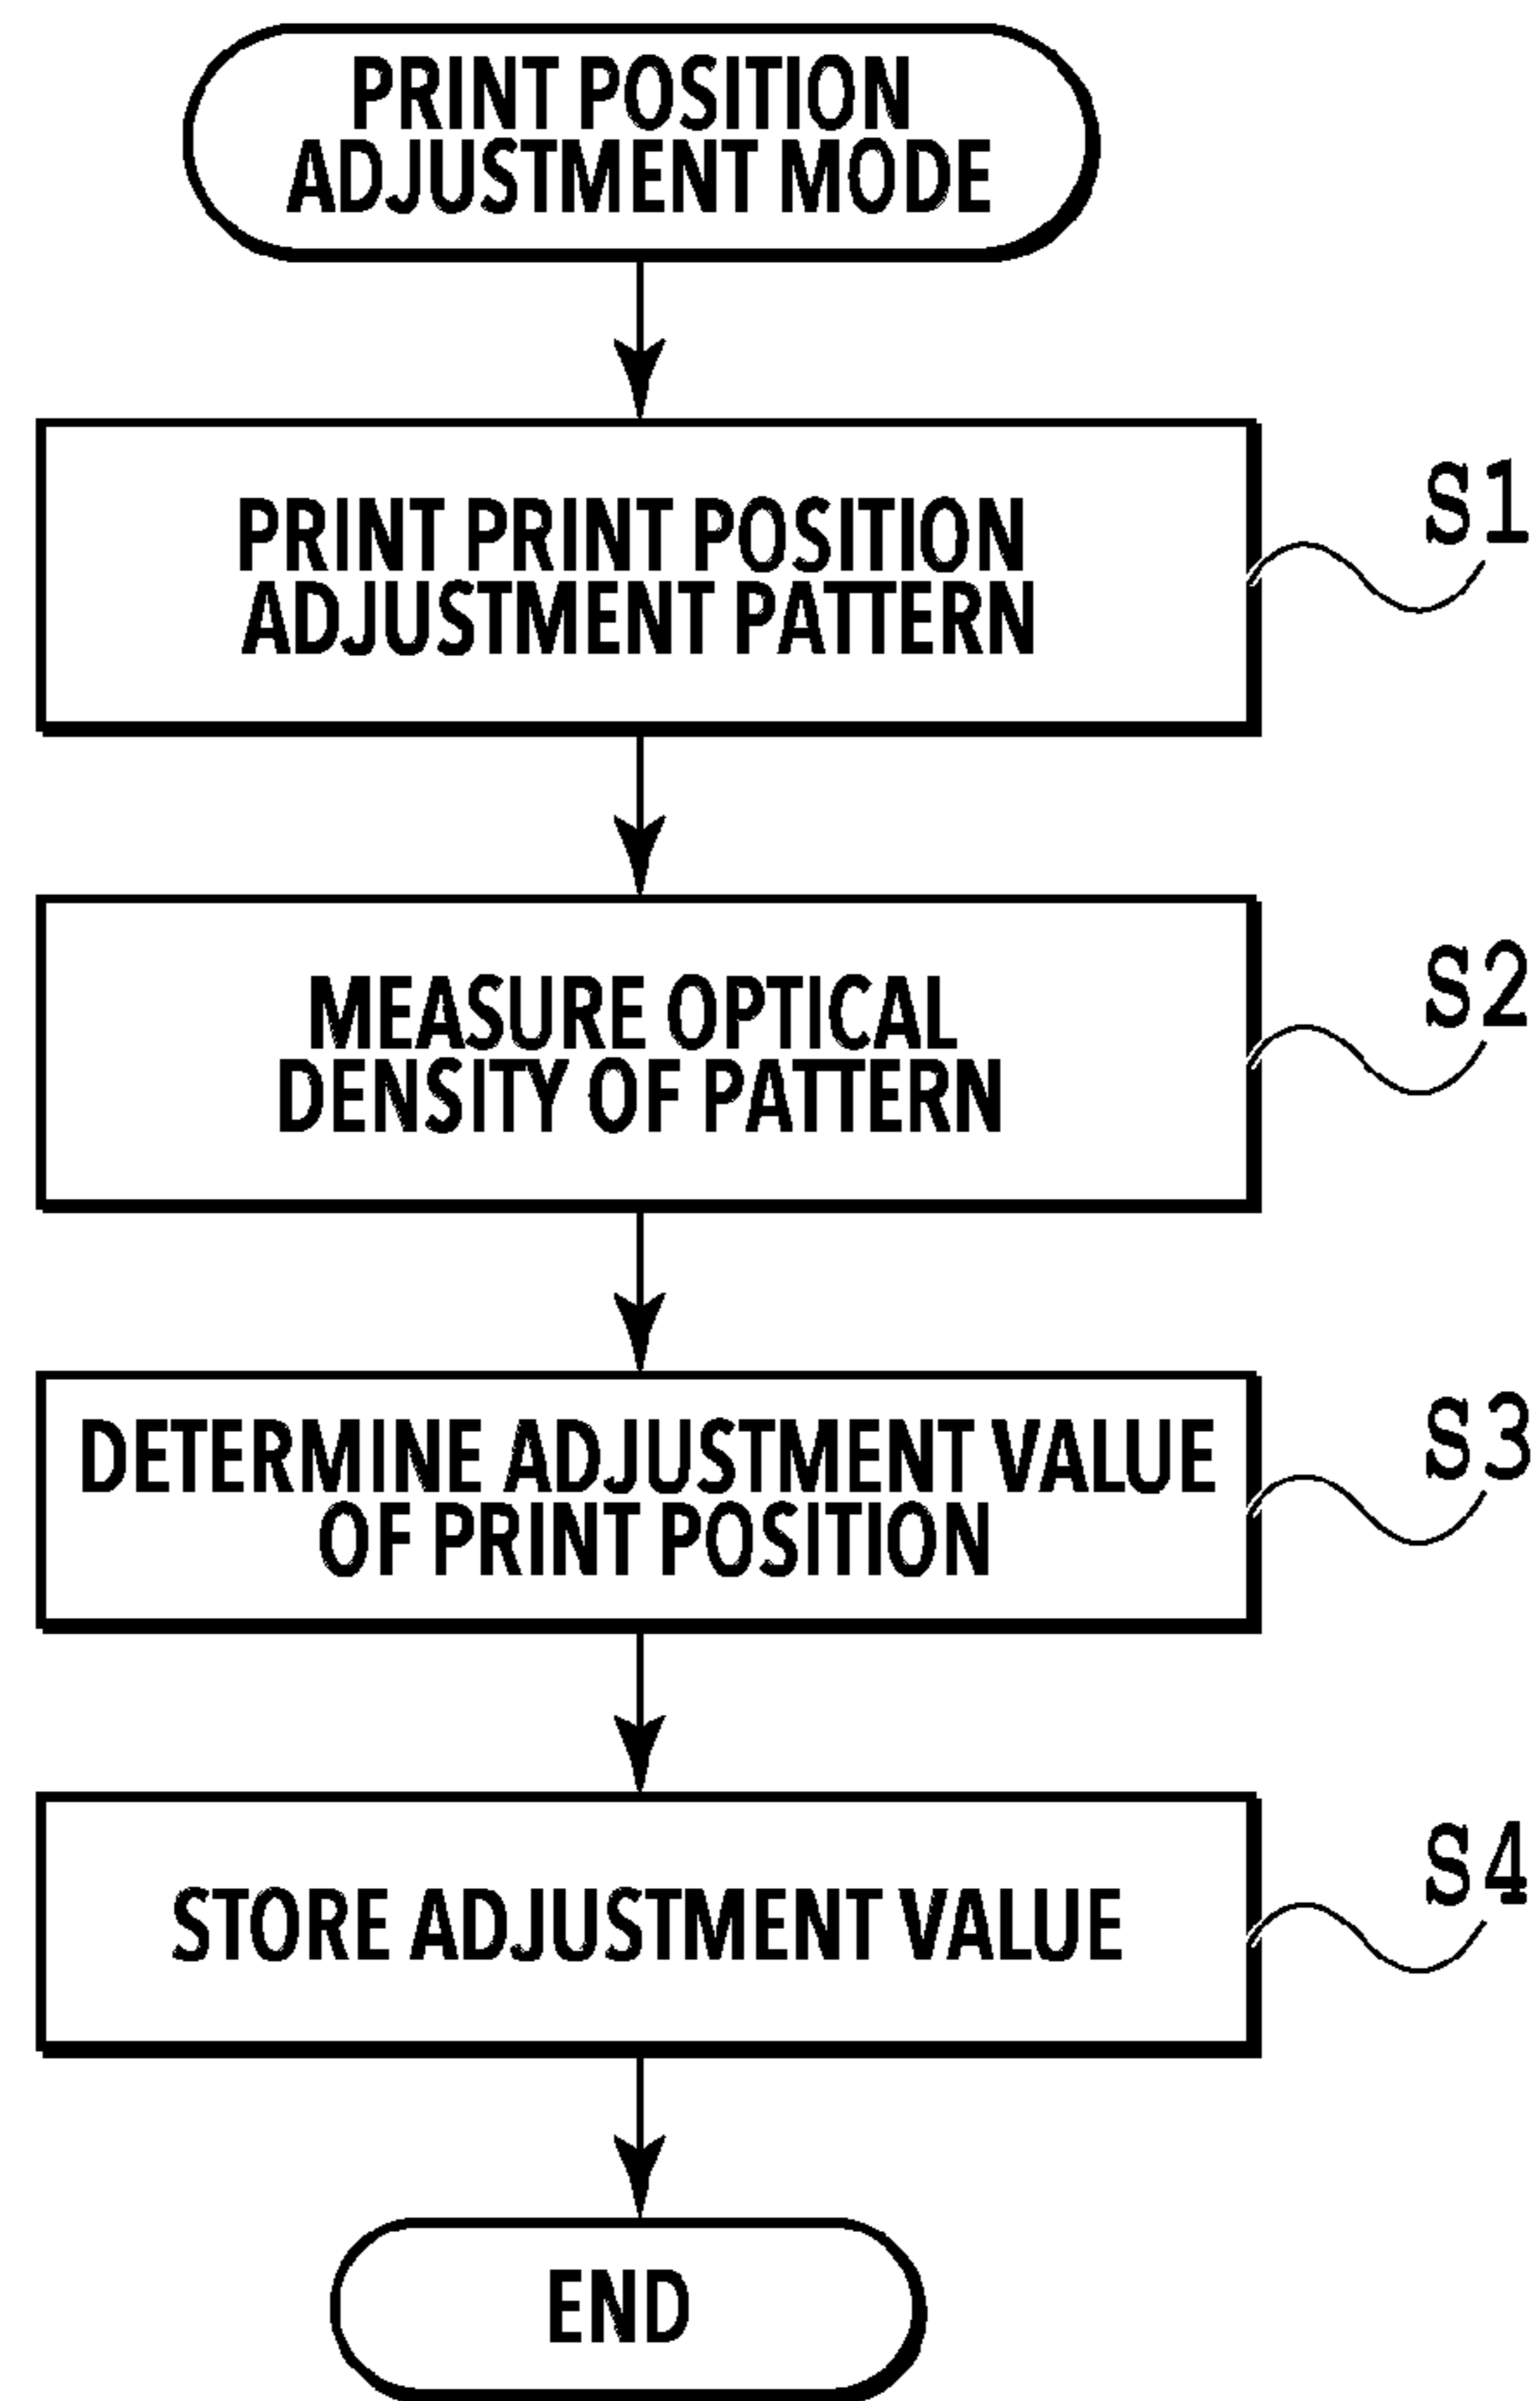 PRINT POSITION
ADJUSTMENT MODE
PRINT PRINT POSITION
ADJUSTMENT PATTERN
S1
MEASURE OPTICAL
DENSITY OF PATTERN
S2
DETERMINE ADJUSTMENT VALUE
OF PRINT POSITION
S3
STORE ADJUSTMENT VALUE
S4
END